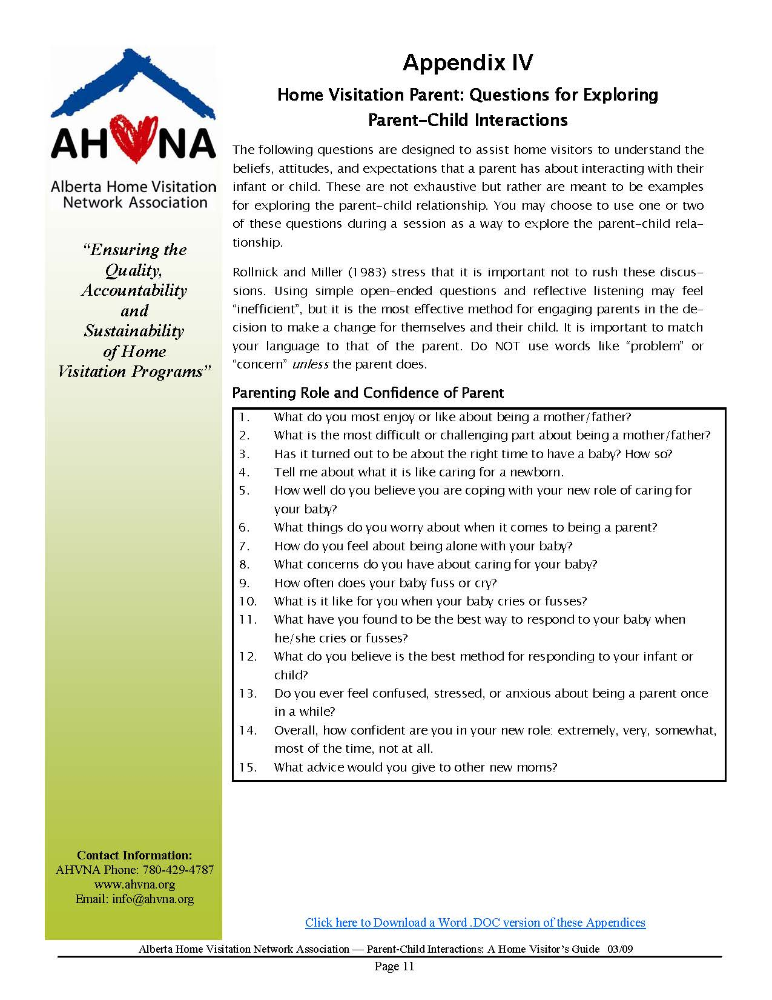 AHVNA
Alberta Home Visitation
Network Association
“Ensuring the
Quality,
Accountability
and
Sustainability
of Home
Visitation Programs”
Contact Information:
AHVNA Phone: 780-429-4787
www.ahvna.org
Email: info@ahvna.org
Appendix IV
Home Visitation Parent: Questions for Exploring
Parent-Child Interactions
The following questions are designed to assist home visitors to understand the
beliefs, attitudes, and expectations that a parent has about interacting with their
infant or child. These are not exhaustive but rather are meant to be examples
for exploring the parent-child relationship. You may choose to use one or two
of these questions during a session as a way to explore the parent-child rela-
tionship.
Rollnick and Miller (1983) stress that it is important not to rush these discus-
sions. Using simple open-ended questions and reflective listening may feel
“inefficient”, but it is the most effective method for engaging parents in the de-
cision to make a change for themselves and their child. It is important to match
your language to that of the parent. Do NOT use words like “problem” or
“concern” unless the parent does.
Parenting Role and Confidence of Parent
1. What do you most enjoy or like about being a mother/father?
2. What is the most difficult or challenging part about being a mother/father?
3. Has it turned out to be about the right time to have a baby? How so?
4. Tell me about what it is like caring for a newborn.
5. How well do you believe you are coping with your new role of caring for
your baby?
6. What things do you worry about when it comes to being a parent?
7. How do you feel about being alone with your baby?
8. What concerns do you have about caring for your baby?
9. How often does your baby fuss or cry?
10. What is it like for you when your baby cries or fusses?
11. What have you found to be the best way to respond to your baby when
he/she cries or fusses?
12. What do you believe is the best method for responding to your infant or
child?
13. Do you ever feel confused, stressed, or anxious about being a parent once
in a while?
14. Overall, how confident are you in your new role: extremely, very, somewhat,
most of the time, not at all.
15. What advice would you give to other new moms?
Click here to Download a Word .DOC version of these Appendices
Alberta Home Visitation Network Association — Parent-Child Interactions: A Home Visitor’s Guide 03/09
Page 11